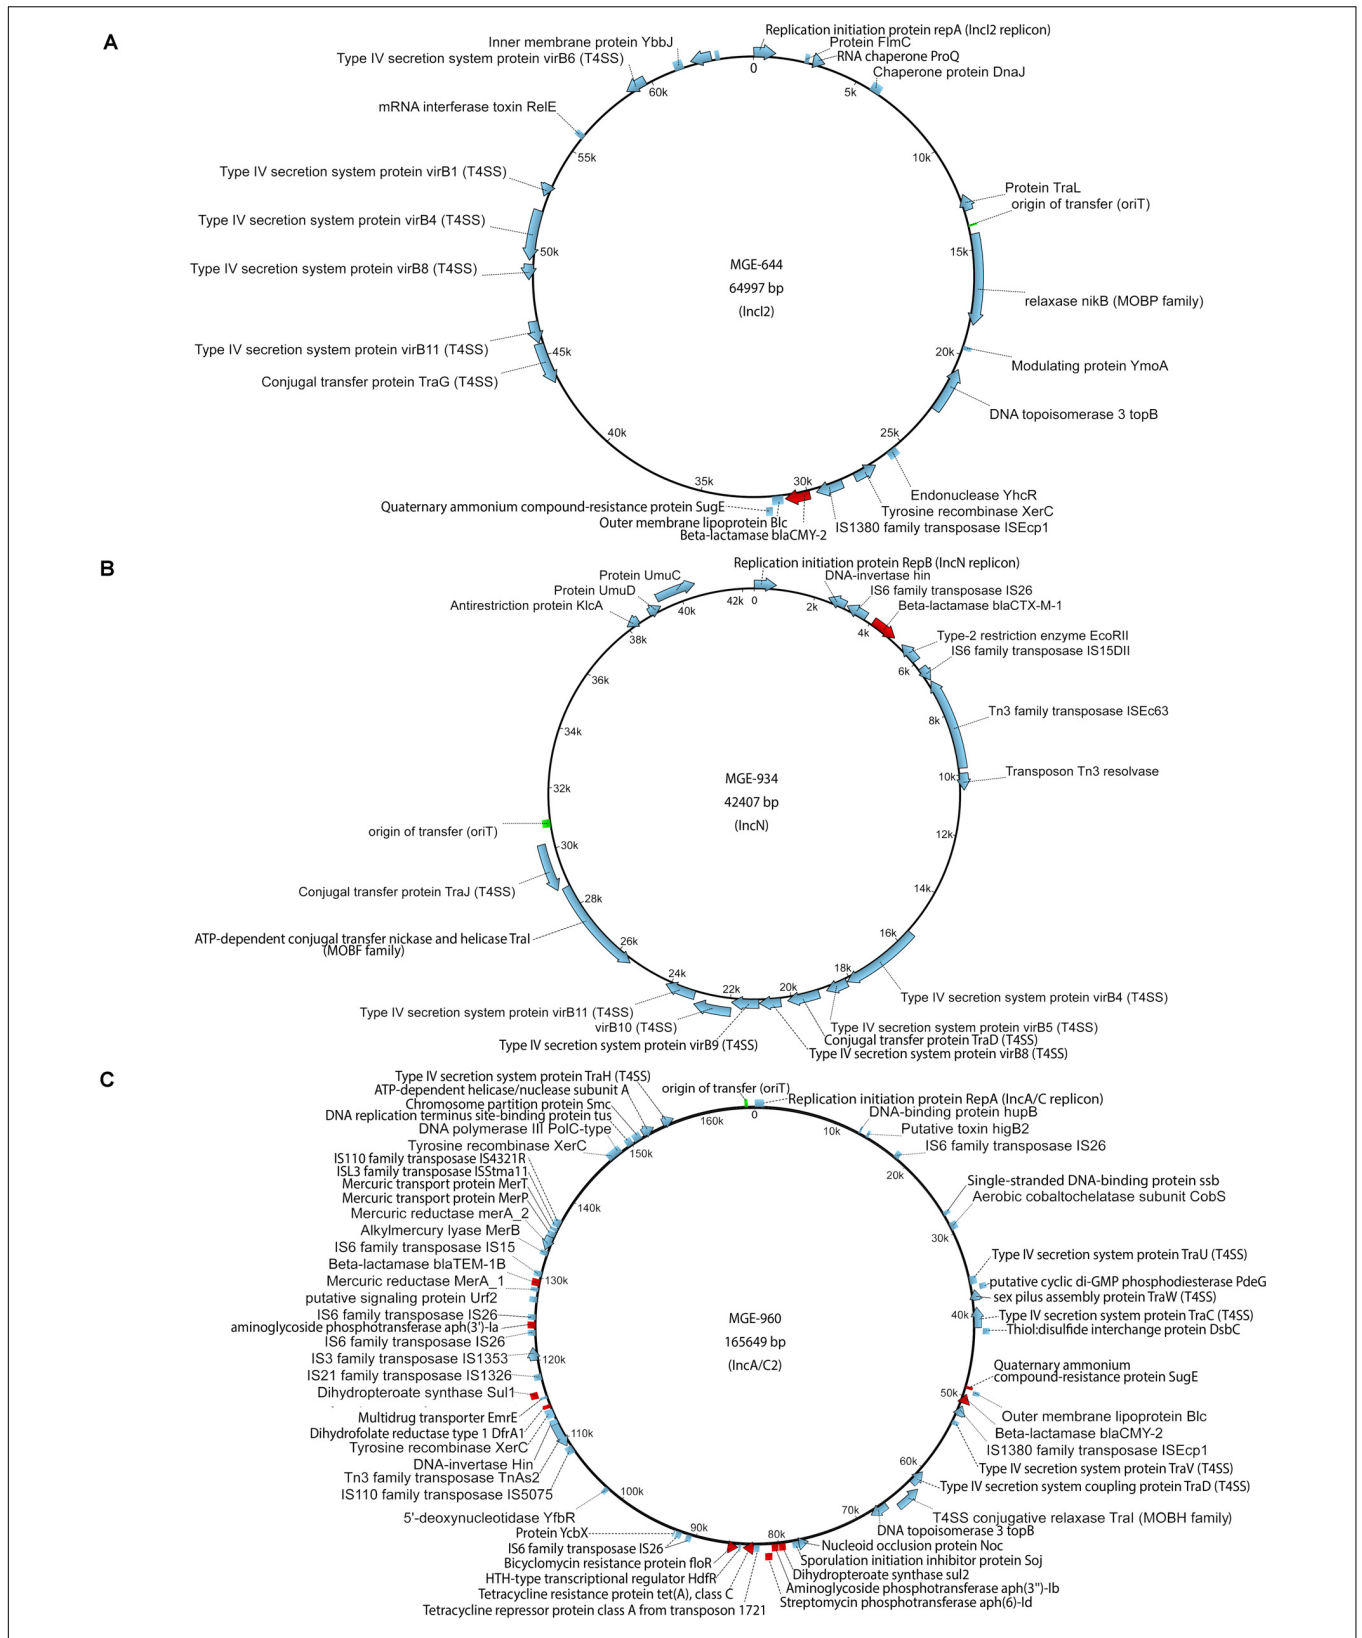 A
Replication initiation protein repA (IncI2 replicon)
Protein FlmC
RNA chaperone ProQ
Chaperone protein DnaJ
Inner membrane protein YbbJ
Type IV secretion system protein virB6 (T4SS)
mRNA interferase toxin RelE
Type IV secretion system protein virB1 (T4SS)
Type IV secretion system protein virB4 (T4SS)
Type IV secretion system protein virB8 (T4SS)
Type IV secretion system protein virB11 (T4SS)
Conjugal transfer protein TraG (T4SS)
0
5k
10k
15k
20k
25k
30k
35k
40k
45k
50k
55k
60k
MGE-644
64997 bp
(IncI2)
Protein TraL
origin of transfer (oriT)
relaxase nikB (MOBP family)
Modulating protein YmoA
DNA topoisomerase 3 topB
Endonuclease YhcR
Tyrosine recombinase XerC
IS1380 family transposase ISEcp1
Quaternary ammonium compound-resistance protein SugE
Outer membrane lipoprotein Blc
Beta-lactamase blaCMY-2
B
Replication initiation protein RepB (IncN replicon)
DNA-invertase hin
IS6 family transposase IS26
Beta-lactamase blaCTX-M-1
Type-2 restriction enzyme EcoRII
IS6 family transposase IS15DII
Tn3 family transposase ISEc63
Transposon Tn3 resolvase
Protein UmuC
Protein UmuD
Antirestriction protein KlcA
0
2k
4k
6k
8k
10k
12k
14k
16k
18k
20k
22k
24k
26k
28k
30k
32k
34k
36k
38k
40k
42k
MGE-934
42407 bp
(IncN)
origin of transfer (oriT)
Conjugal transfer protein TraJ (T4SS)
ATP-dependent conjugal transfer nickase and helicase TraI
(MOBF family)
Type IV secretion system protein virB11 (T4SS)
virB10 (T4SS)
Type IV secretion system protein virB9 (T4SS)
Type IV secretion system protein virB4 (T4SS)
Type IV secretion system protein virB5 (T4SS)
Conjugal transfer protein TraD (T4SS)
Type IV secretion system protein virB8 (T4SS)
C
Type IV secretion system protein TraH (T4SS)
ATP-dependent helicase/nuclease subunit A
Chromosome partition protein Smc
DNA replication terminus site-binding protein tus
DNA polymerase III PolC-type
Tyrosine recombinase XerC
IS110 family transposase IS4321R
ISL3 family transposase ISStma11
Mercuric transport protein MerT
Mercuric transport protein MerP
Mercuric reductase merA_2
Alkylmercury lyase MerB
IS6 family transposase IS15
Beta-lactamase blaTEM-1B
Mercuric reductase MerA_1
putative signaling protein Urf2
IS6 family transposase IS26
aminoglycoside phosphotransferase aph(3')-Ia
IS6 family transposase IS26
IS3 family transposase IS1353
IS21 family transposase IS1326
Dihydropteroate synthase Sul1
Multidrug transporter EmrE
Dihydrofolate reductase type 1 DfrA1
Tyrosine recombinase XerC
DNA-invertase Hin
Tn3 family transposase TnAs2
IS110 family transposase IS5075
5'-deoxynucleotidase YfbR
Protein YcbX
IS6 family transposase IS26
Bicyclomycin resistance protein floR
HTH-type transcriptional regulator HdfR
Tetracycline resistance protein tet(A), class C
Tetracycline repressor protein class A from transposon 1721
origin of transfer (oriT)
Replication initiation protein RepA (IncA/C replicon)
DNA-binding protein hupB
Putative toxin higB2
IS6 family transposase IS26
Single-stranded DNA-binding protein ssb
Aerobic cobaltochelatase subunit CobS
Type IV secretion system protein TraU (T4SS)
putative cyclic di-GMP phosphodiesterase PdeG
sex pilus assembly protein TraW (T4SS)
Type IV secretion system protein TraC (T4SS)
Thiol:disulfide interchange protein DsbC
Quaternary ammonium
compound-resistance protein SugE
Outer membrane lipoprotein Blc
Beta-lactamase blaCMY-2
IS1380 family transposase ISEcp1
Type IV secretion system protein TraV (T4SS)
Type IV secretion system coupling protein TraD (T4SS)
T4SS conjugative relaxase TraI (MOBH family)
DNA topoisomerase 3 topB
Nucleoid occlusion protein Noc
Sporulation initiation inhibitor protein Soj
Dihydropteroate synthase sul2
Aminoglycoside phosphotransferase aph(3")-Ib
Streptomycin phosphotransferase aph(6)-Id
0
10k
20k
30k
40k
50k
60k
70k
80k
90k
100k
110k
120k
130k
140k
150k
160k
MGE-960
165649 bp
(IncA/C2)